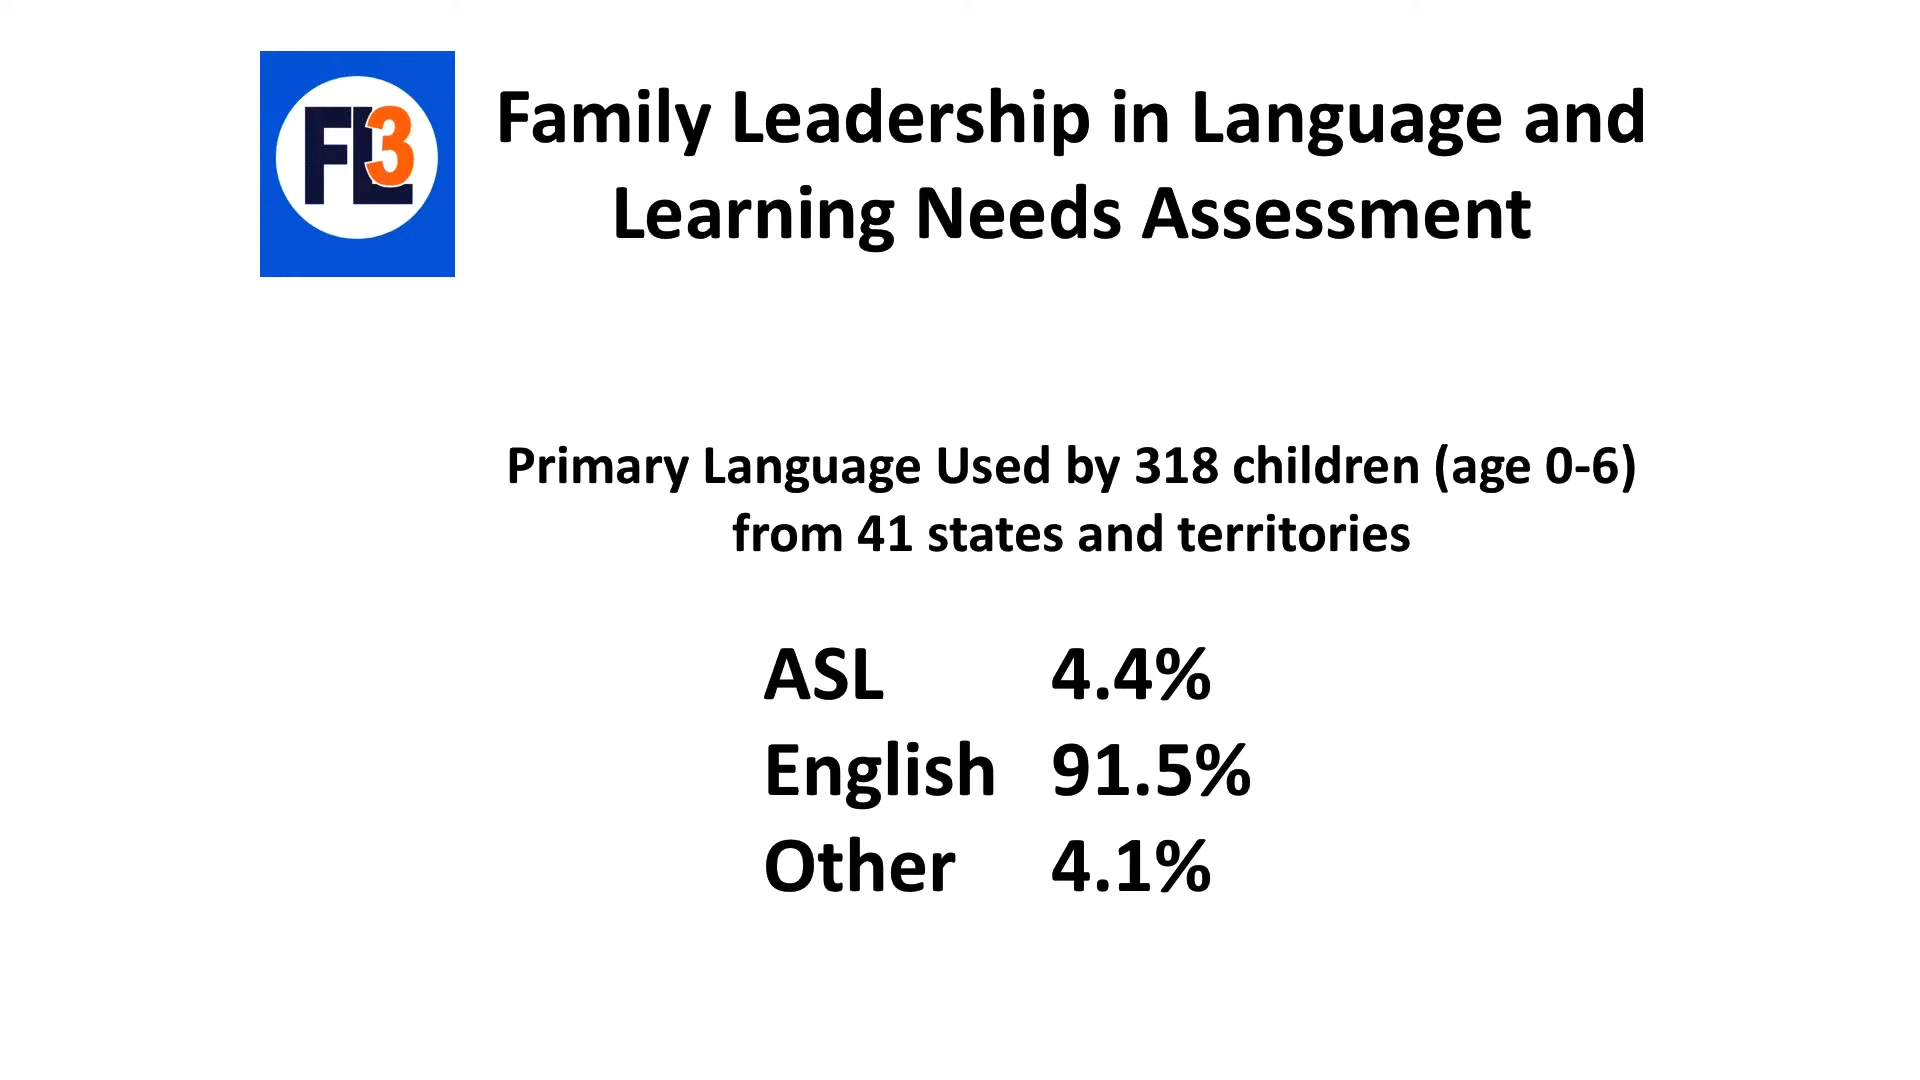 FL3
Family Leadership in Language and
Learning Needs Assessment
Primary Language Used by 318 children (age 0-6)
from 41 states and territories
ASL 4.4%
English 91.5%
Other 4.1%